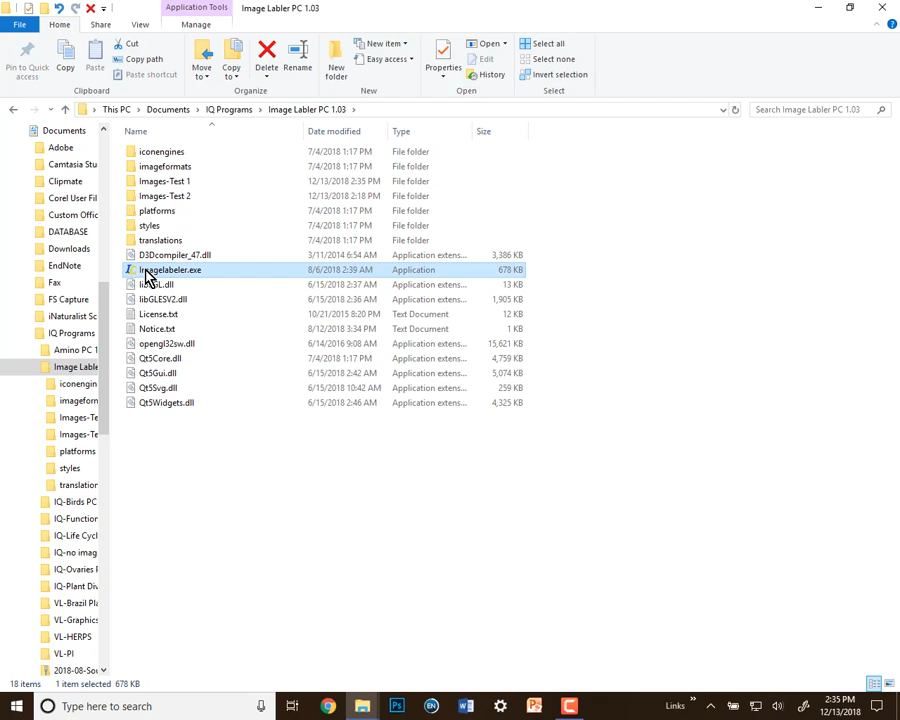 Application Tools
Image Labler PC 1.03
File
Home
Share
View
Manage
Pin to Quick access
Copy
Paste
Cut
Copy path
Paste shortcut
Clipboard
Move to
Copy to
Delete
Rename
Organize
New folder
New item
Easy access
New
Properties
Open
Edit
History
Open
Select all
Select none
Invert selection
Select
This PC
Documents
IQ Programs
Image Labler PC 1.03
Search Image Labler PC 1.03
Name
Date modified
Type
Size
Documents
Adobe
Camtasia Stu
Clipmate
Corel User Fil
Custom Offic
DATABASE
Downloads
EndNote
Fax
FS Capture
iNaturalist Sc
IQ Programs
Amino PC 1
Image Lable
iconengin
imageforn
Images-Te
Images-Te
platforms
styles
translation
IQ-Birds PC
IQ-Function
IQ-Life Cycl
IQ-no imag
IQ-Ovaries P
IQ-Plant Div
VL-Brazil Pla
VL-Graphics
VL-HERPS
VL-PI
2018-08-Sou
iconengines 7/4/2018 1:17 PM File folder
imageformats 7/4/2018 1:17 PM File folder
Images-Test 1 12/13/2018 2:35 PM File folder
Images-Test 2 12/13/2018 2:18 PM File folder
platforms 7/4/2018 1:17 PM File folder
styles 7/4/2018 1:17 PM File folder
translations 7/4/2018 1:17 PM File folder
D3Dcompiler_47.dll 3/11/2014 6:54 AM Application extens... 3,386 KB
Imagelabeler.exe 8/6/2018 2:39 AM Application 678 KB
6/15/2018 2:37 AM Application extens... 13 KB
libGLESV2.dll 6/15/2018 2:36 AM Application extens... 1,905 KB
License.txt 10/21/2015 8:20 PM Text Document 12 KB
Notice.txt 8/12/2018 3:34 PM Text Document 1 KB
opengl32sw.dll 6/14/2016 9:08 AM Application extens... 15,621 KB
Qt5Core.dll 7/4/2018 1:17 PM Application extens... 4,759 KB
Qt5Gui.dll 6/15/2018 2:42 AM Application extens... 5,074 KB
Qt5Svg.dll 6/15/2018 10:42 AM Application extens... 259 KB
Qt5Widgets.dll 6/15/2018 2:46 AM Application extens... 4,325 KB
18 items 1 item selected 678 KB
Type here to search
Links
2:35 PM
12/13/2018